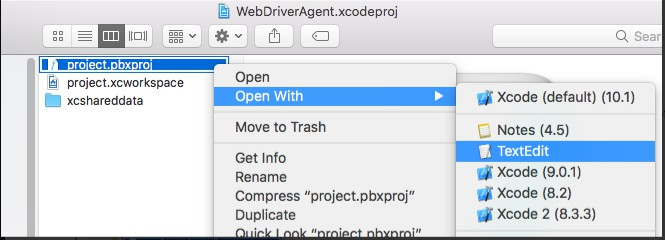 WebDriverAgent.xcodeproj
Sear
project.pbxproj
project.xcworkspace
xcshareddata
Open
Open With
Move to Trash
Get Info
Rename
Compress “project.pbxproj”
Duplicate
Quick Look “project.pbxproj”
Xcode (default) (10.1)
Notes (4.5)
TextEdit
Xcode (9.0.1)
Xcode (8.2)
Xcode 2 (8.3.3)